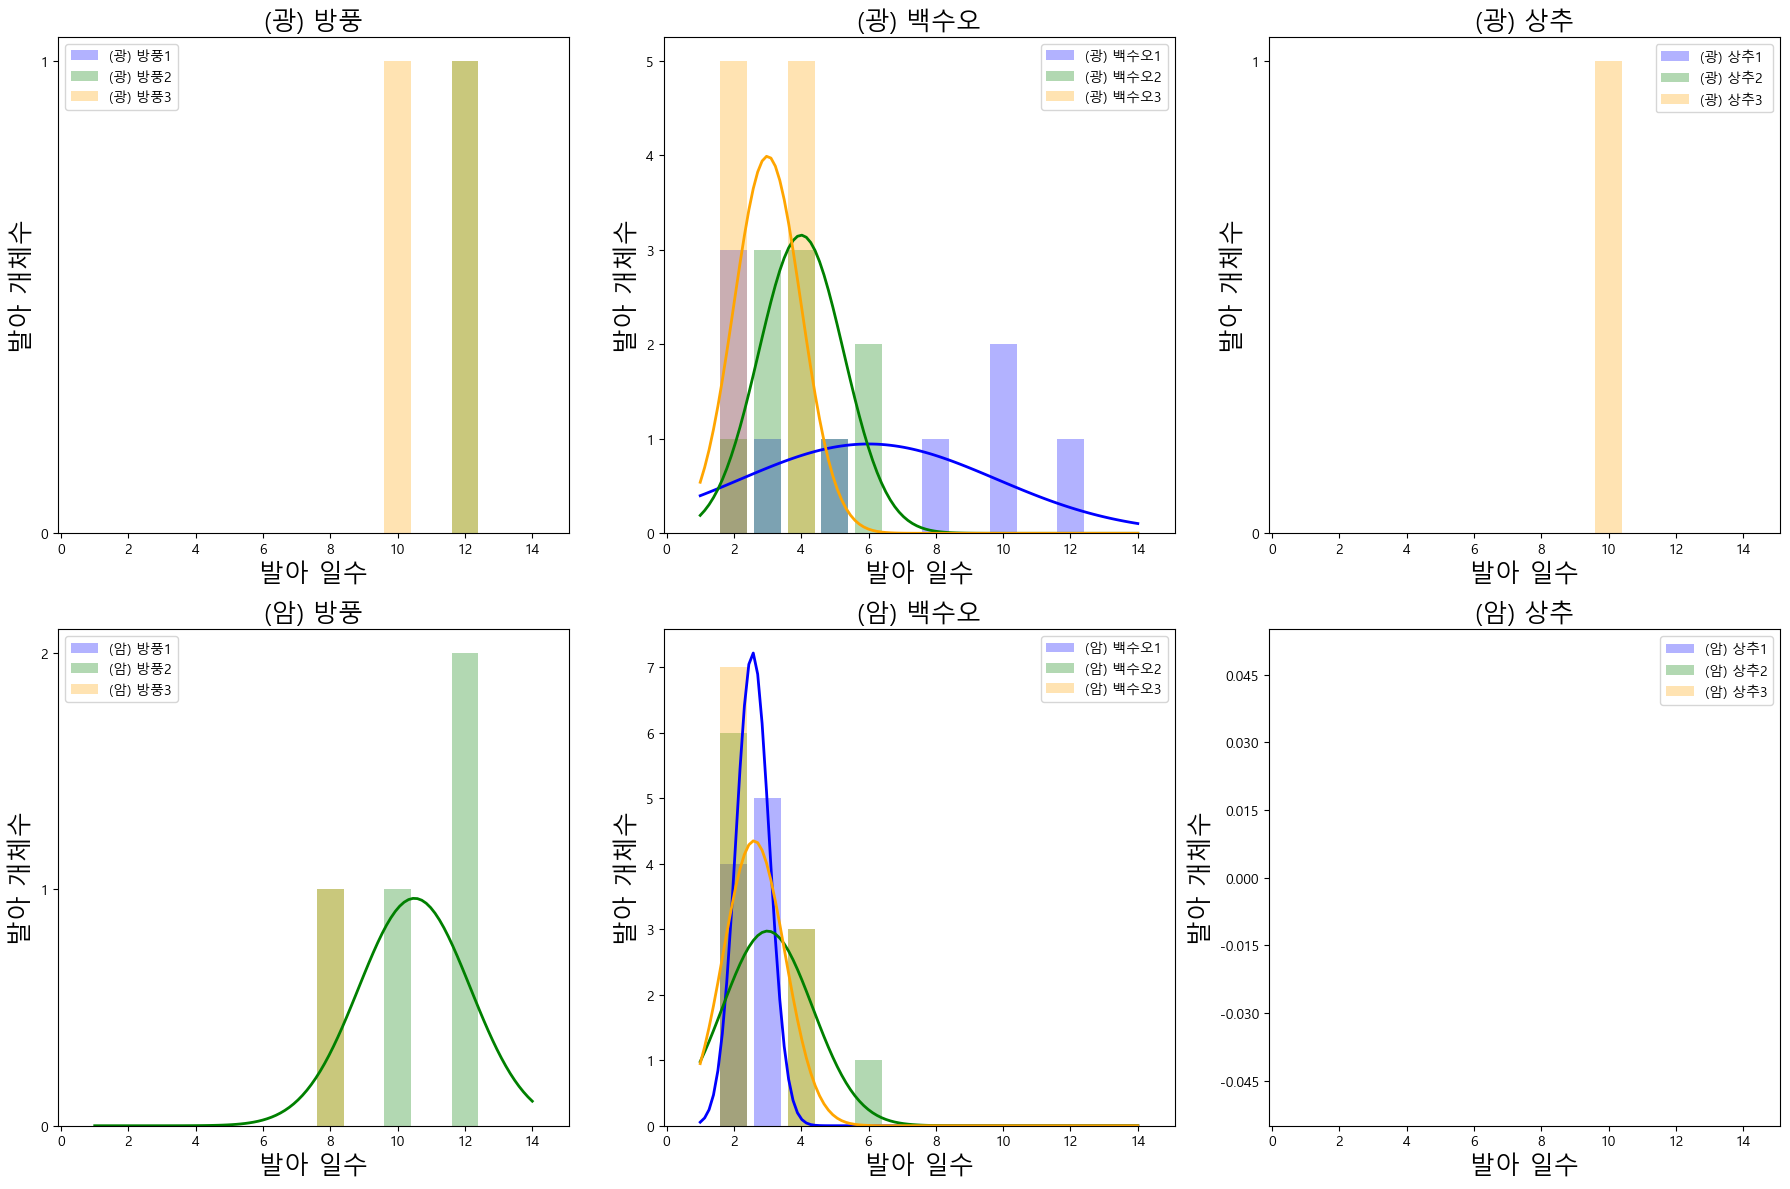 (광) 방풍
(광) 방풍1
(광) 방풍2
(광) 방풍3
1
0
0 2 4 6 8 10 12 14
발아 개체수
발아 일수
(광) 백수오
(광) 백수오1
(광) 백수오2
(광) 백수오3
5
4
3
2
1
0
0 2 4 6 8 10 12 14
발아 개체수
발아 일수
(광) 상추
(광) 상추1
(광) 상추2
(광) 상추3
1
0
0 2 4 6 8 10 12 14
발아 개체수
발아 일수
(암) 방풍
(암) 방풍1
(암) 방풍2
(암) 방풍3
2
1
0
0 2 4 6 8 10 12 14
발아 개체수
발아 일수
(암) 백수오
(암) 백수오1
(암) 백수오2
(암) 백수오3
7
6
5
4
3
2
1
0
0 2 4 6 8 10 12 14
발아 개체수
발아 일수
(암) 상추
(암) 상추1
(암) 상추2
(암) 상추3
0.045
0.030
0.015
0.000
-0.015
-0.030
-0.045
0 2 4 6 8 10 12 14
발아 개체수
발아 일수